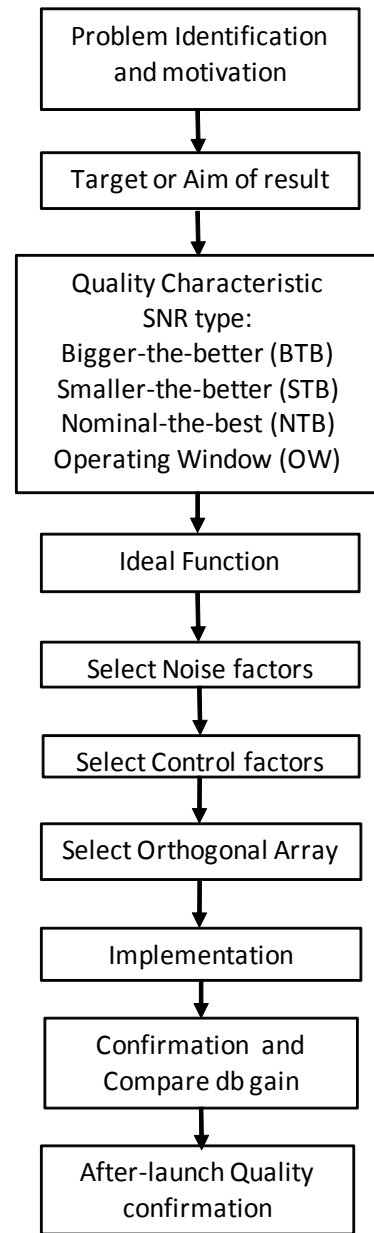 Problem Identification
and motivation
Target or Aim of result
Quality Characteristic
SNR type:
Bigger-the-better (BTB)
Smaller-the-better (STB)
Nominal-the-best (NTB)
Operating Window (OW)
Ideal Function
Select Noise factors
Select Control factors
Select Orthogonal Array
Implementation
Confirmation and
Compare db gain
After-launch Quality
confirmation